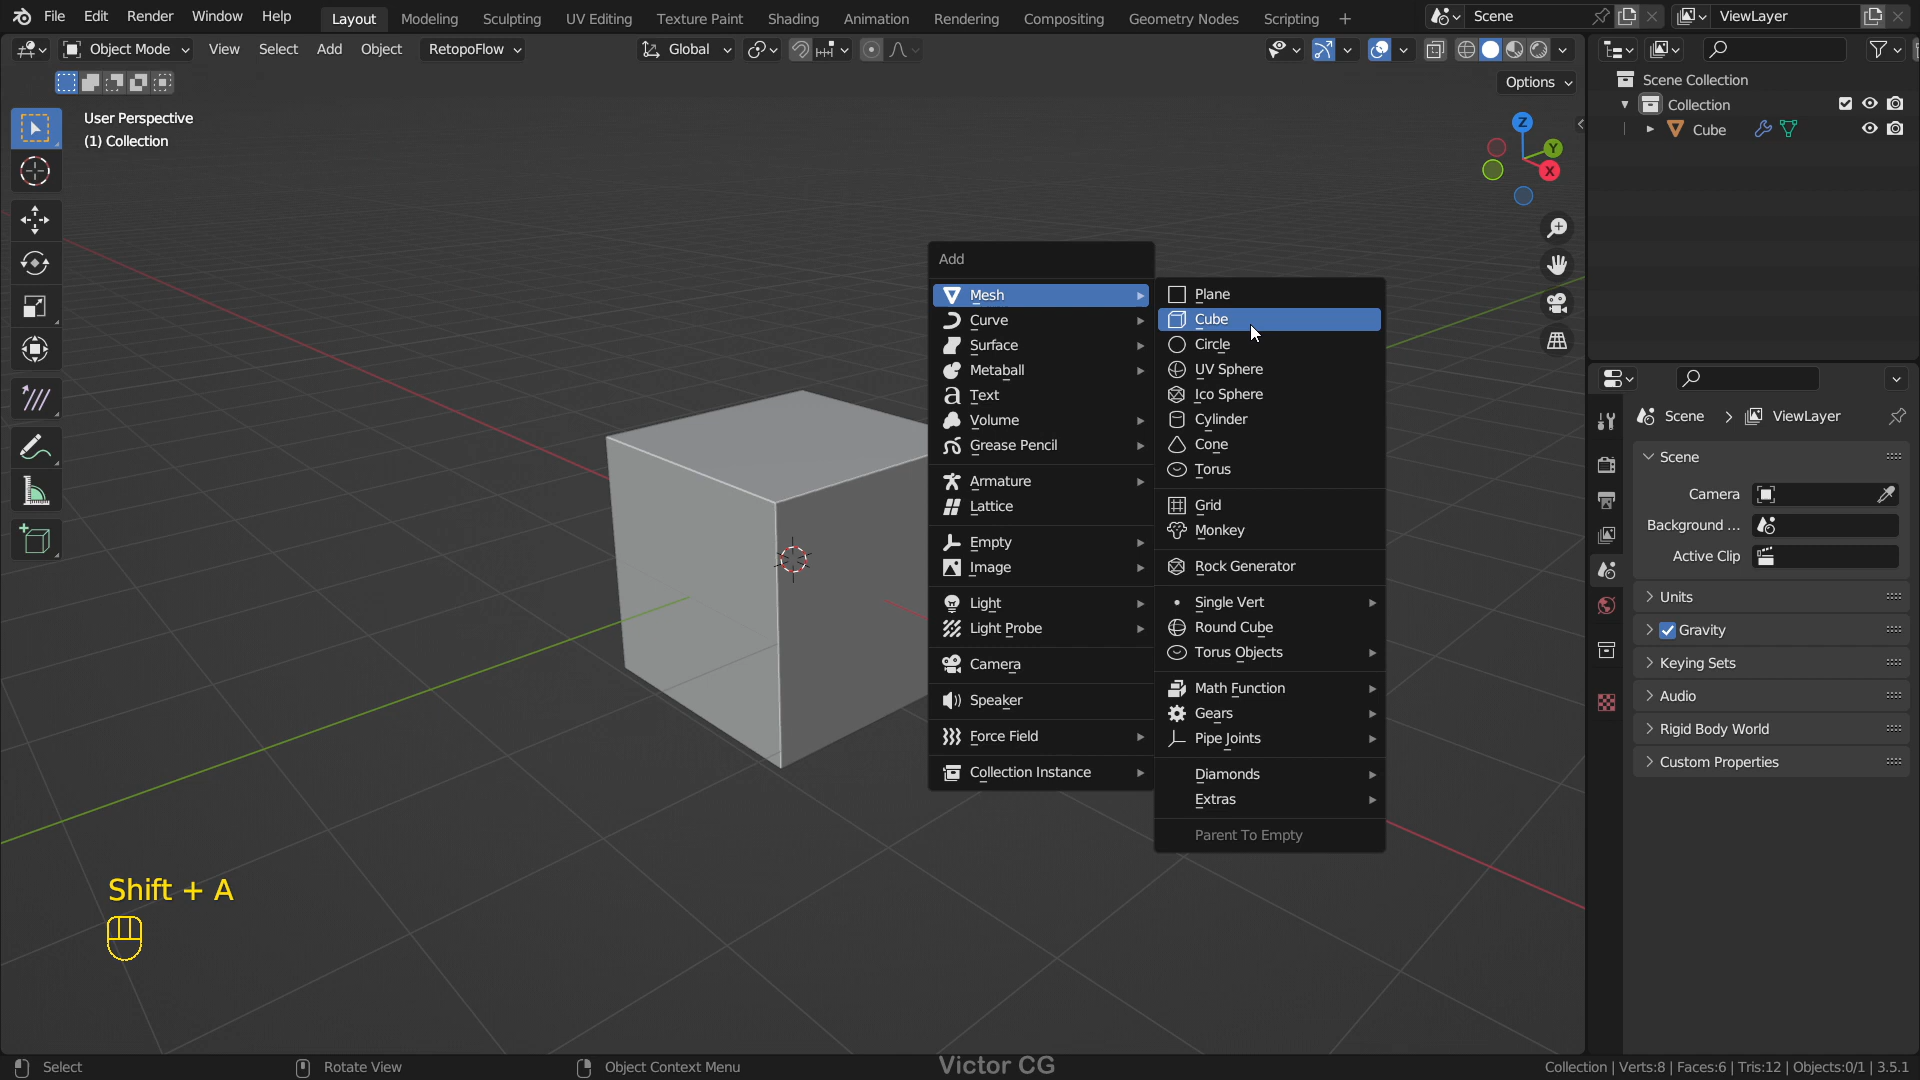 File Edit Render Window Help Layout Modeling Sculpting UV Editing Texture Paint Shading Animation Rendering Compositing Geometry Nodes Scripting + Scene ViewLayer
Object Mode View Select Add Object RetopoFlow Global
Options
User Perspective
(1) Collection
Z
Y
X
Add
Mesh
Curve
Surface
Metaball
Text
Volume
Grease Pencil
Armature
Lattice
Empty
Image
Light
Light Probe
Camera
Speaker
Force Field
Collection Instance
Plane
Cube
Circle
UV Sphere
Ico Sphere
Cylinder
Cone
Torus
Grid
Monkey
Rock Generator
Single Vert
Round Cube
Torus Objects
Math Function
Gears
Pipe Joints
Diamonds
Extras
Parent To Empty
Scene Collection
Collection
Cube
Scene > ViewLayer
Scene
Camera
Background ...
Active Clip
Units
Gravity
Keying Sets
Audio
Rigid Body World
Custom Properties
Shift + A
Select Rotate View Object Context Menu Victor CG Collection | Verts:8 | Faces:6 | Tris:12 | Objects:0/1 | 3.5.1